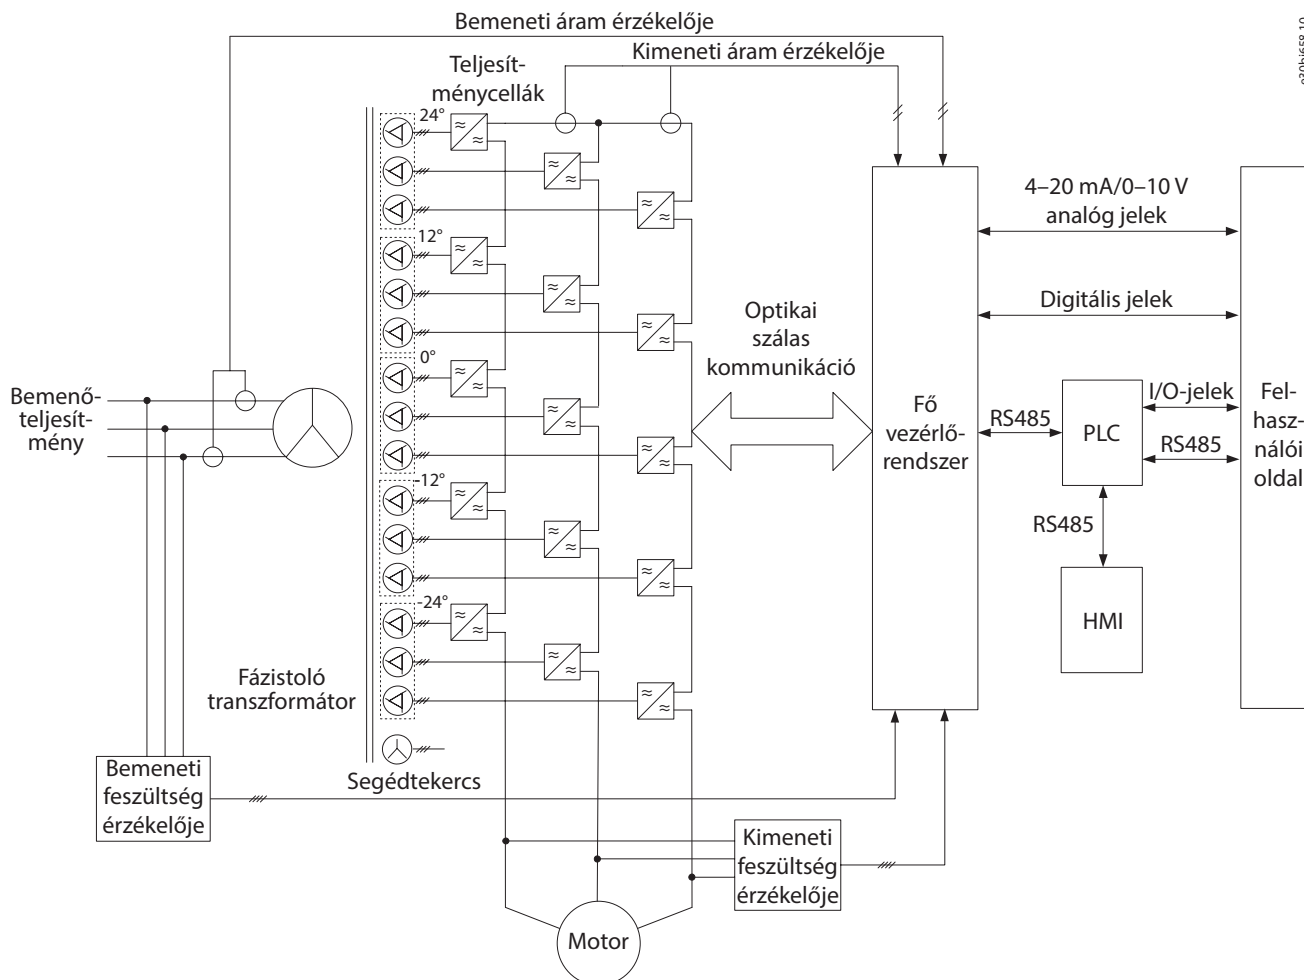 Bemeneti áram érzékelője
Kimeneti áram érzékelője
Teljesít-
ménycellák
24°
12°
0°
-12°
-24°
Bemenő-
teljesít-
mény
Fázistoló
transzformátor
Segédtekercs
Bemeneti
feszültség
érzékelője
Kimeneti
feszültség
érzékelője
Motor
Optikai
szálas
kommunikáció
Fő
vezérlő-
rendszer
4–20 mA/0–10 V
analóg jelek
Digitális jelek
I/O-jelek
RS485
PLC
RS485
RS485
HMI
Fel-
hasz-
nálói
oldal